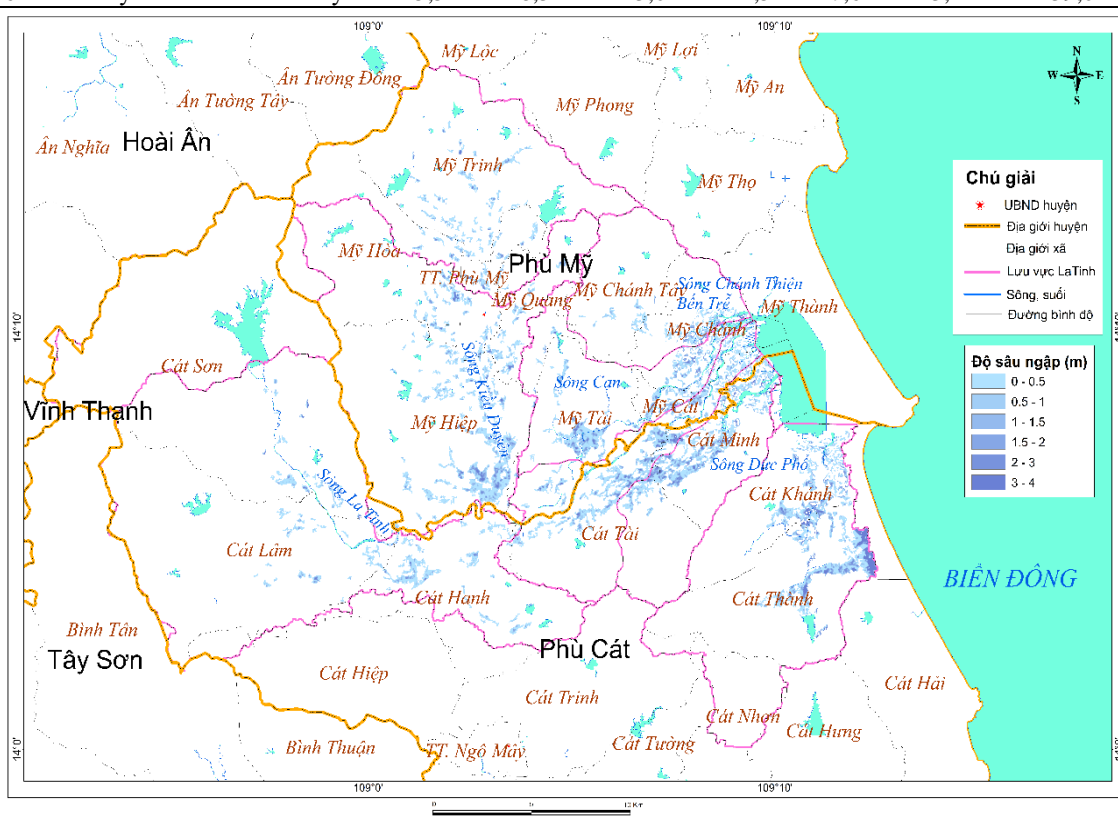 109°0'
109°10'
Mỹ Lộc
Mỹ Lợi
N
W
E
S
Ân Tường Đông
Mỹ An
Ân Tường Tây
Mỹ Phong
Ân Nghĩa
Hoài Ân
Mỹ Trinh
Mỹ Thọ
Chú giải
UBND huyện
Địa giới huyện
Địa giới xã
Lưu vực LaTinh
Sông, suối
Đường bình độ
Mỹ Hòa
Phù Mỹ
TT. Phù Mỹ
Mỹ Quang
Mỹ Chánh Tây
Sông Chánh Thiện
Bến Trẻ
Mỹ Thành
Mỹ Chánh
14°10'
Cát Sơn
Sông Kiều Duyên
Sông Cạn
Độ sâu ngập (m)
0 - 0.5
0.5 - 1
1 - 1.5
1.5 - 2
2 - 3
3 - 4
Vĩnh Thạnh
Mỹ Hiệp
Mỹ Tài
Mỹ Cát
Cát Minh
Sông Đức Phổ
Cát Khánh
Sông La Tinh
Cát Tài
Cát Lâm
BIỂN ĐÔNG
Cát Hanh
Cát Thành
Bình Tân
Tây Sơn
Phù Cát
Cát Hiệp
Cát Trinh
Cát Hải
Cát Nhơn
Cát Hưng
Bình Thuận
TT. Ngô Mây
Cát Tường
14°0'
14°0'
109°0'
109°10'
0
5
10 Km